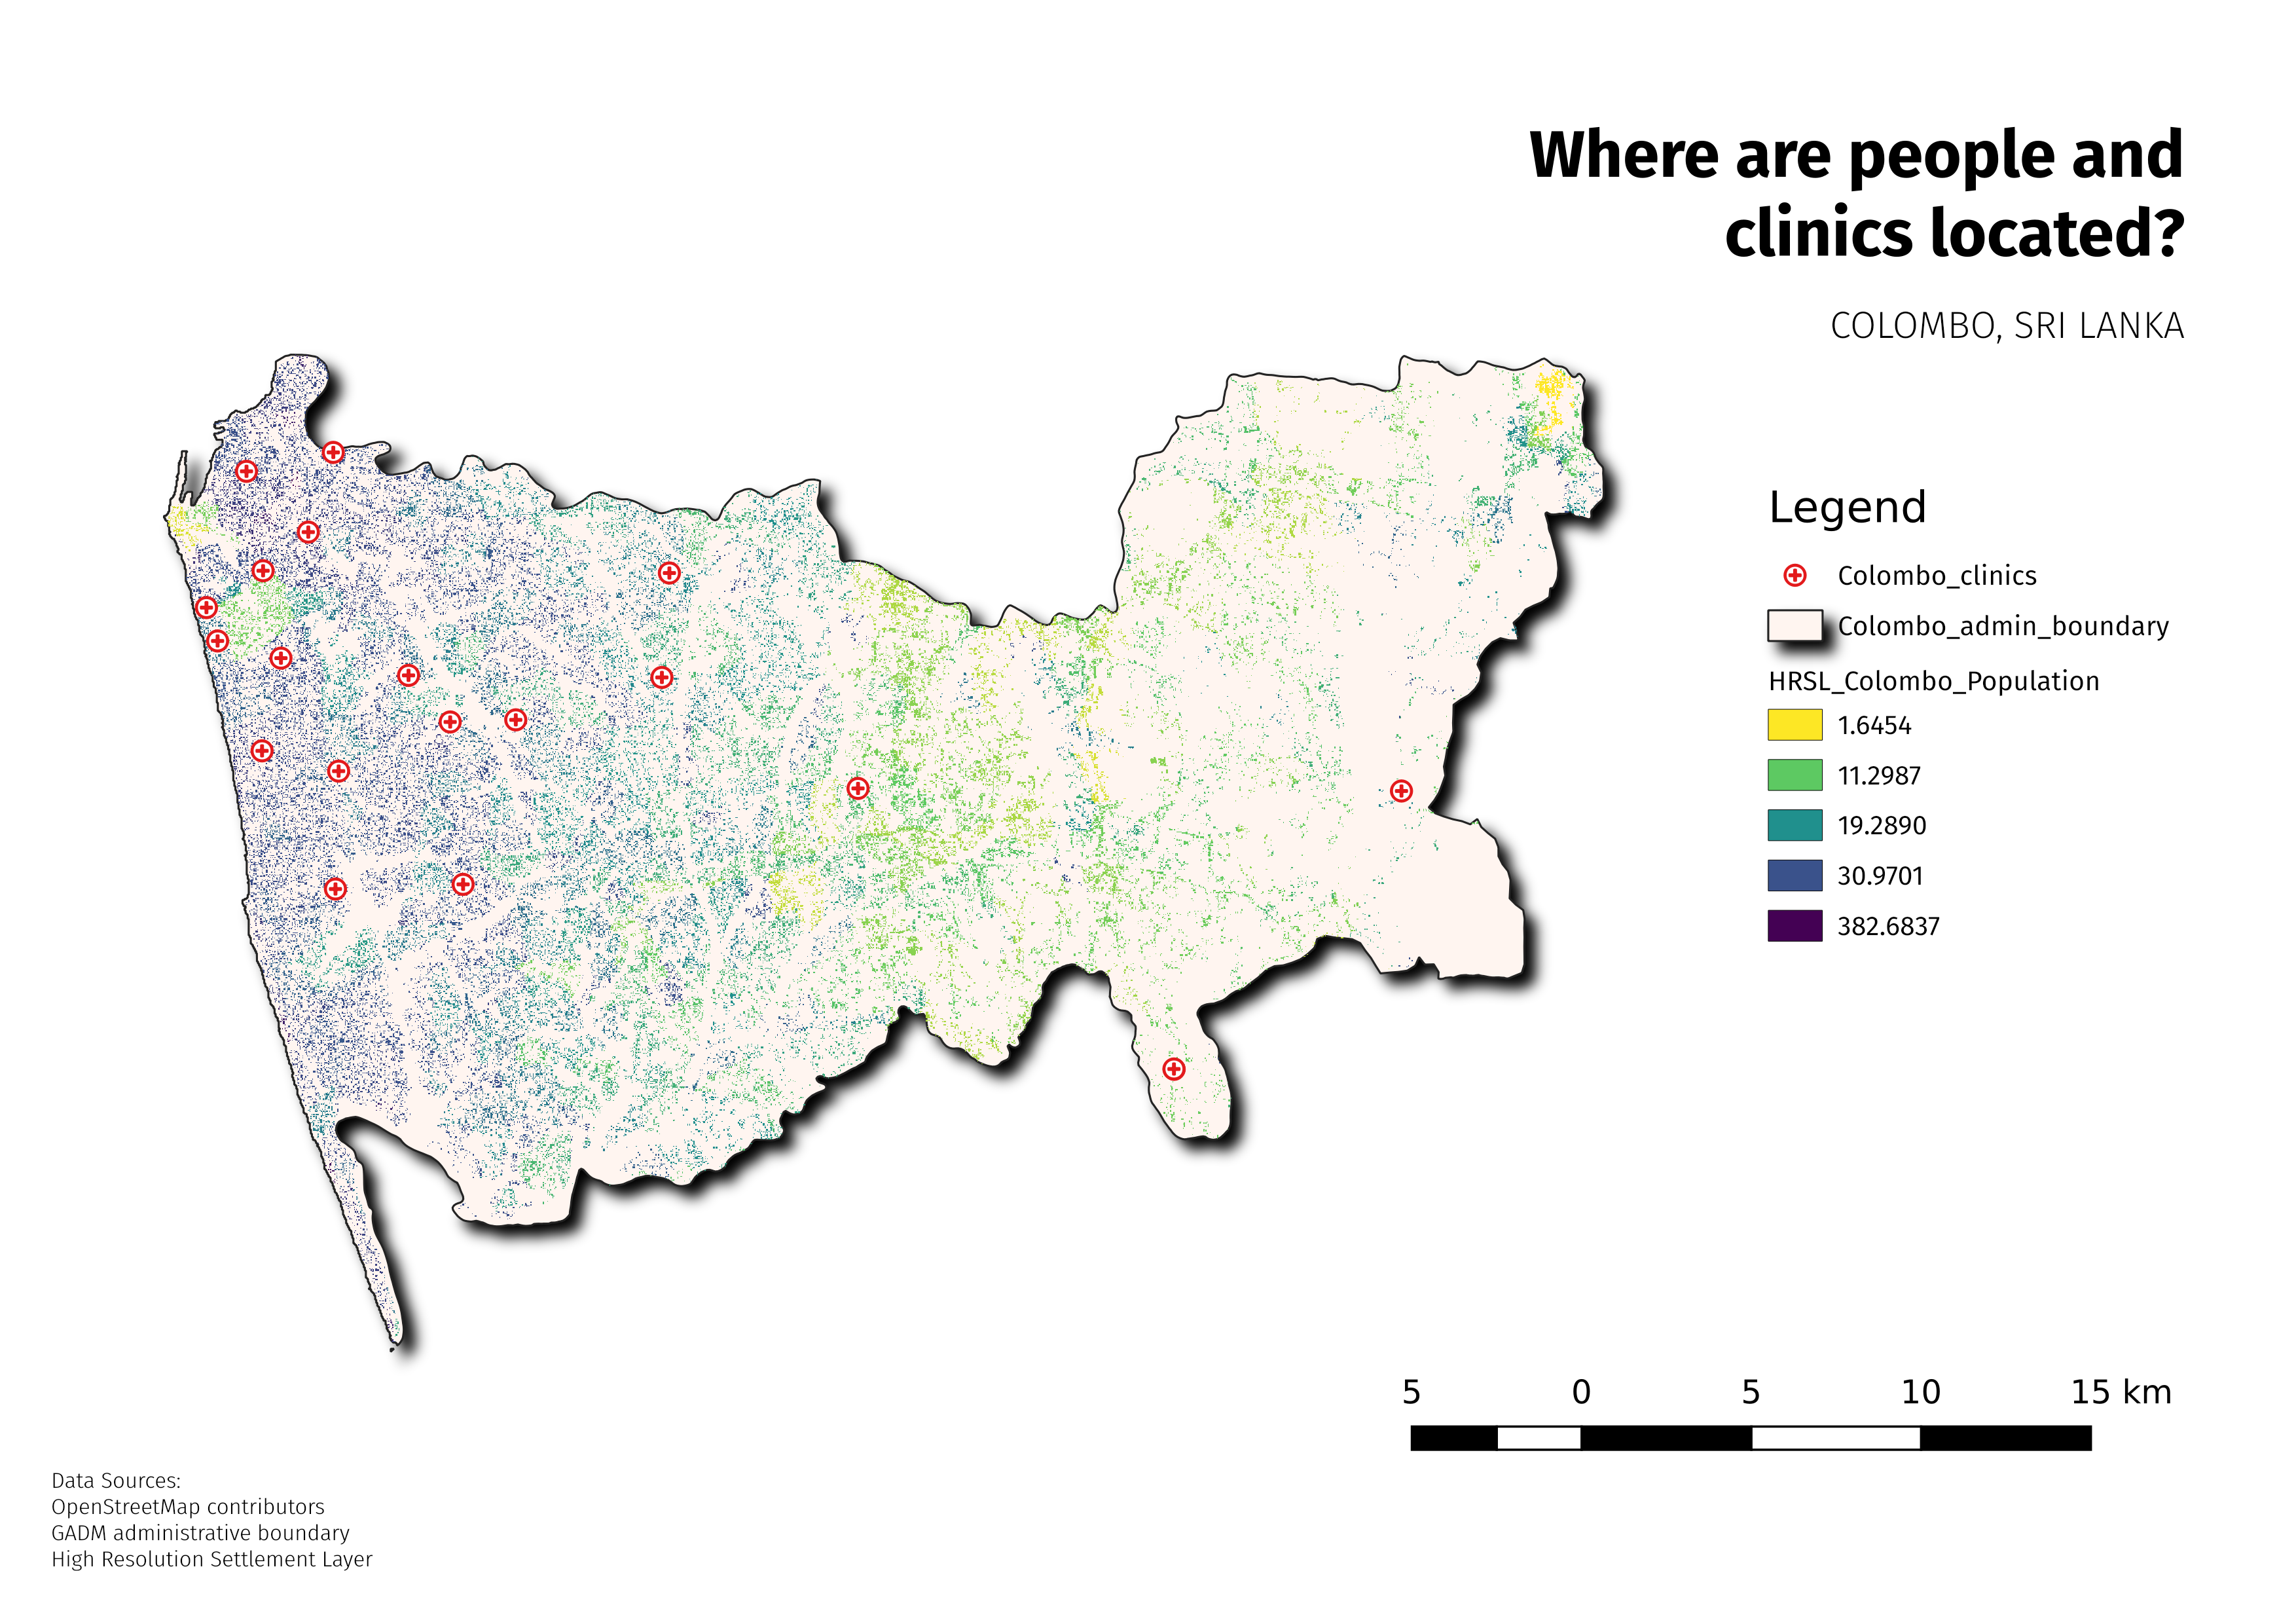 Where are people and
clinics located?
COLOMBO, SRI LANKA
Legend
Colombo_clinics
Colombo_admin_boundary
HRSL_Colombo_Population
1.6454
11.2987
19.2890
30.9701
382.6837
5 0 5 10 15 km
Data Sources:
OpenStreetMap contributors
GADM administrative boundary
High Resolution Settlement Layer